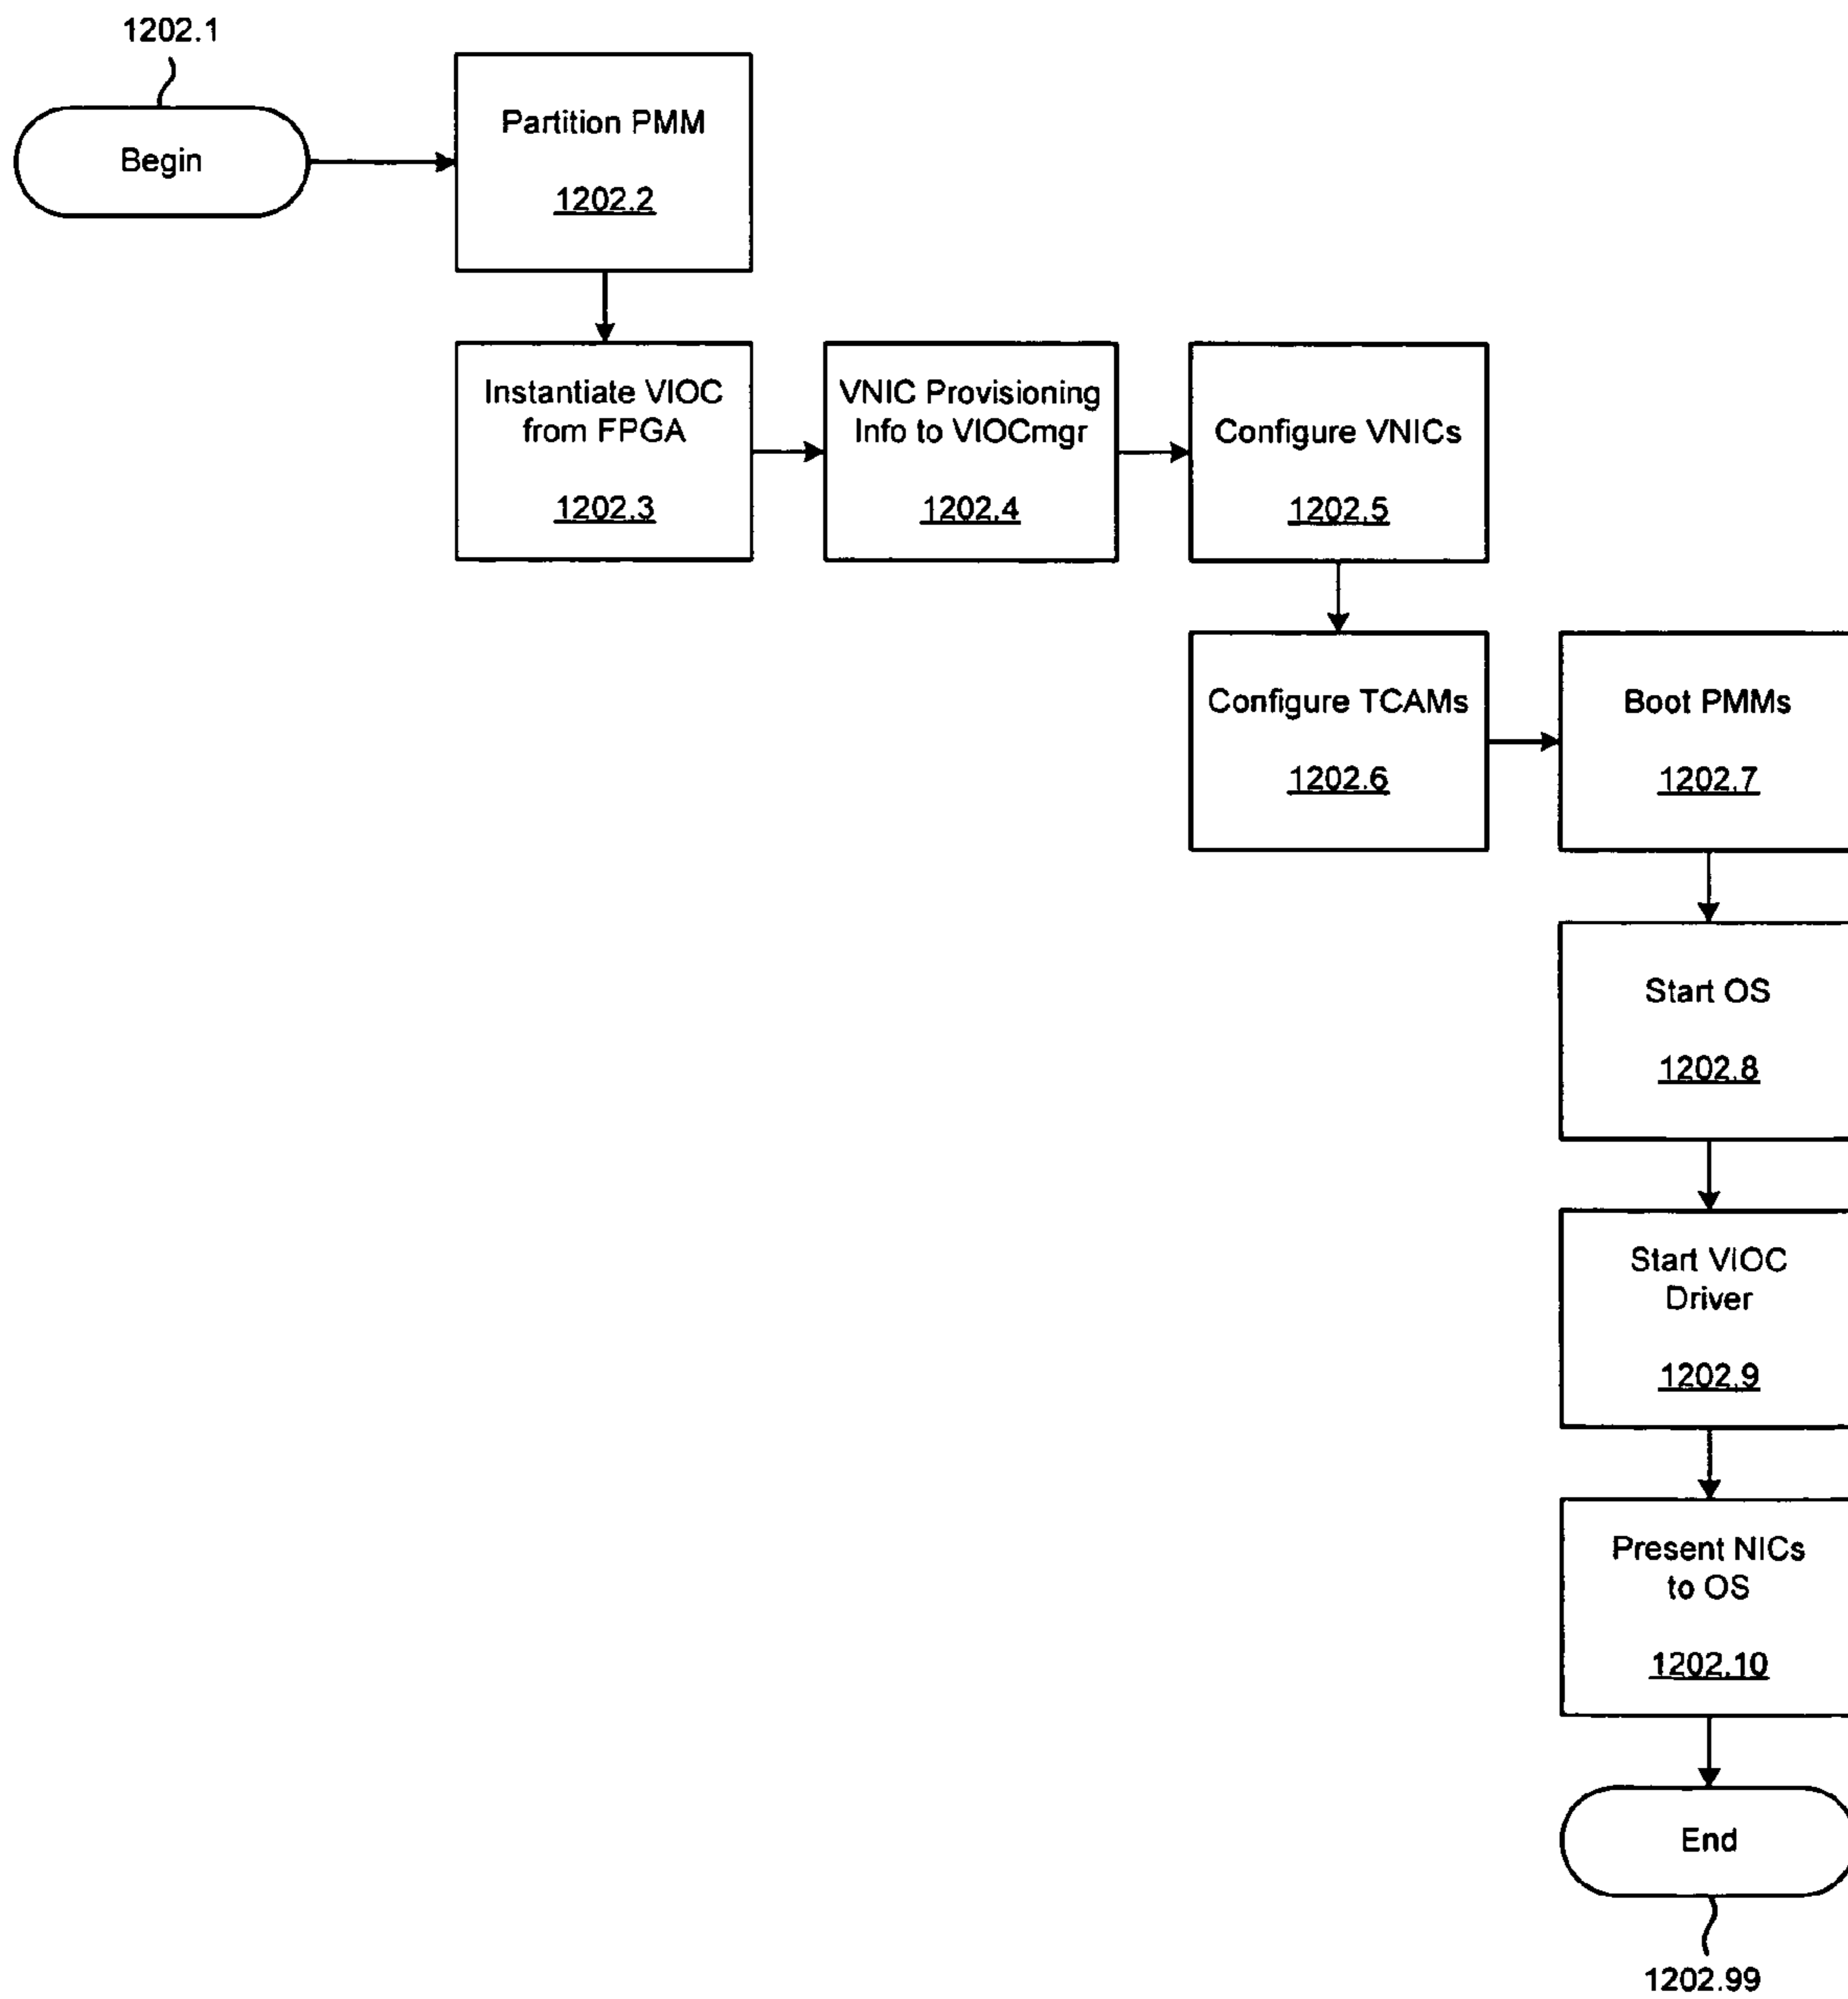 1202.1
Begin
Partition PMM
1202.2
Instantiate VIOC
from FPGA
1202.3
VNIC Provisioning
Info to VIOCmgr
1202.4
Configure VNICs
1202.5
Configure TCAMs
1202.6
Boot PMMs
1202.7
Start OS
1202.8
Start VIOC
Driver
1202.9
Present NICs
to OS
1202.10
End
1202.99